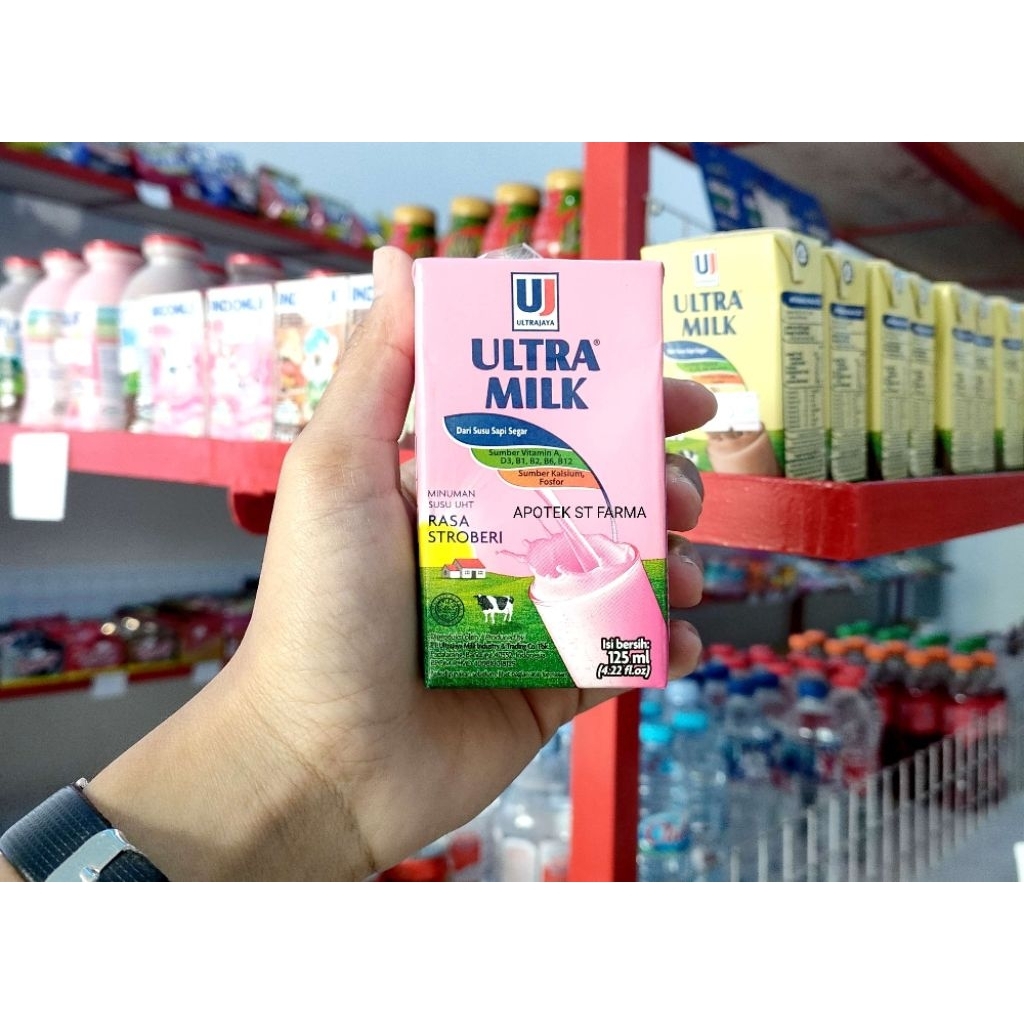 UJ
ULTRAJAYA
ULTRA®
MILK
Dari Susu Sapi Segar
Sumber Vitamin A,
D3, B1, B2, B6, B12
Sumber Kalsium,
Fosfor
MINUMAN
SUSU UHT
RASA
STROBERI
APOTEK ST FARMA
Isi bersih:
125 ml
(4.22 fl.oz)
UJ
ULTRA
MILK